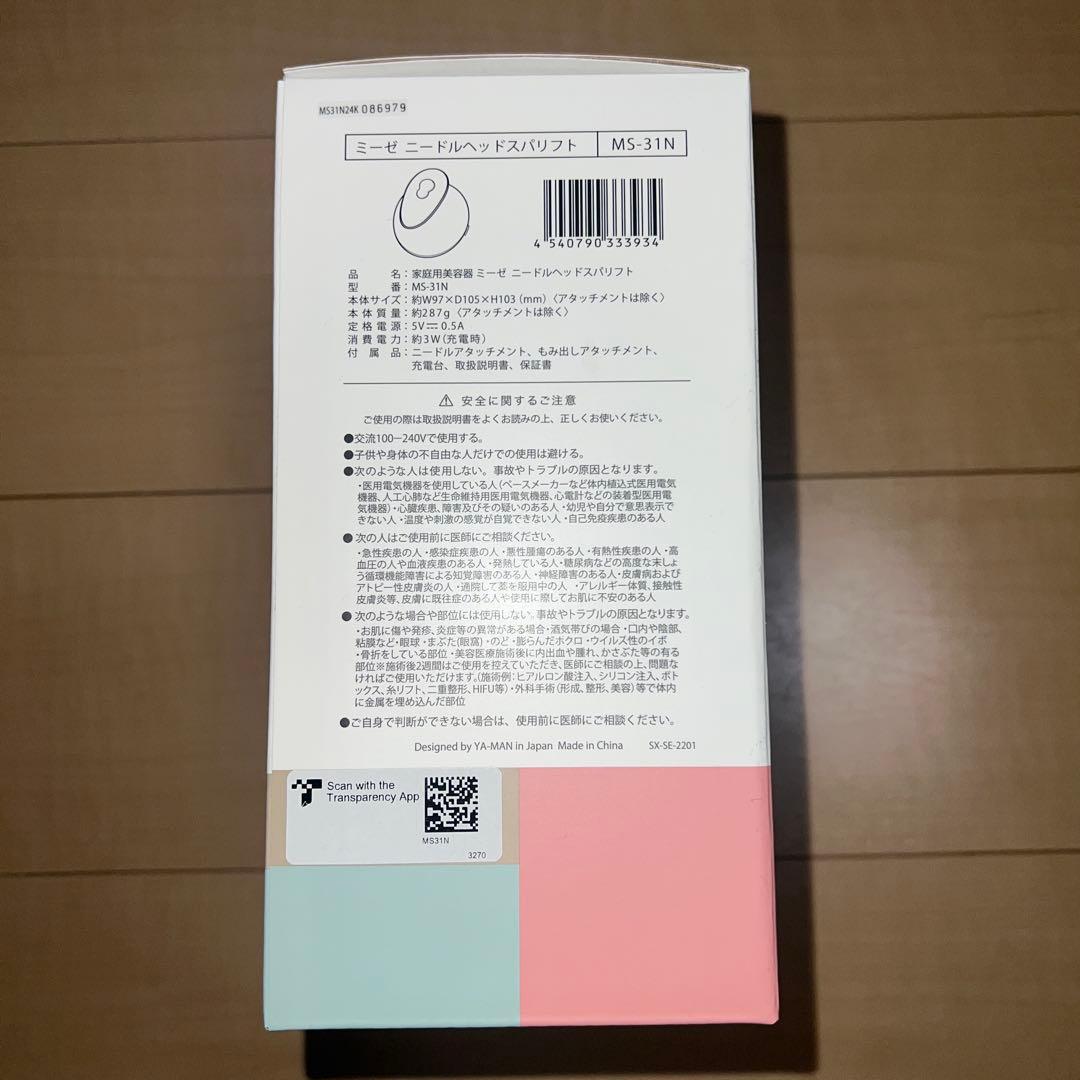 MS31N24K 086979
ミーゼ ニードルヘッドスパリフト MS-31N
4 540790 333934
品名：家庭用美容器 ミーゼ ニードルヘッドスパリフト
型番：MS-31N
本体サイズ：約W97×D105×H103（mm）〈アタッチメントは除く〉
本体質量：約287g〈アタッチメントは除く〉
定格電源：5V⎓0.5A
消費電力：約3W（充電時）
付属品：ニードルアタッチメント、もみ出しアタッチメント、
充電台、取扱説明書、保証書
⚠ 安全に関するご注意
ご使用の際は取扱説明書をよくお読みの上、正しくお使いください。
●交流100－240Vで使用する。
●子供や身体の不自由な人だけでの使用は避ける。
●次のような人は使用しない。事故やトラブルの原因となります。
・医用電気機器を使用している人（ペースメーカーなど体内植込式医用電気
機器、人工心肺など生命維持用医用電気機器、心電計などの装着型医用電
気機器）・心臓疾患、障害及びその疑いのある人・幼児や自分で意思表示で
きない人・温度や刺激の感覚が自覚できない人・自己免疫疾患のある人
● 次の人はご使用前に医師にご相談ください。
・急性疾患の人・感染症疾患の人・悪性腫瘍のある人・有熱性疾患の人・高
血圧の人や血液疾患のある人・発熱している人・糖尿病などの高度な末しょ
う循環機能障害による知覚障害のある人・神経障害のある人・皮膚病および
アトピー性皮膚炎の人・通院して薬を服用中の人 ・アレルギー体質、接触性
皮膚炎等、皮膚に既往症のある人や使用に際してお肌に不安のある人
● 次のような場合や部位には使用しない。事故やトラブルの原因となります。
・お肌に傷や発疹、炎症等の異常がある場合・酒気帯びの場合・口内や陰部、
粘膜など・眼球・まぶた(眼窩)・のど・膨らんだホクロ・ウイルス性のイボ
・骨折をしている部位・美容医療施術後に内出血や腫れ、かさぶた等の有る
部位※施術後2週間はご使用を控えていただき、医師にご相談の上、問題な
ければご使用いただけます。(施術例：ヒアルロン酸注入、シリコン注入、ボト
ックス、糸リフト、二重整形、HIFU等)・外科手術（形成、整形、美容）等で体内
に金属を埋め込んだ部位
●ご自身で判断ができない場合は、使用前に医師にご相談ください。
Designed by YA-MAN in Japan Made in China SX-SE-2201
Scan with the
Transparency App
MS31N
3270